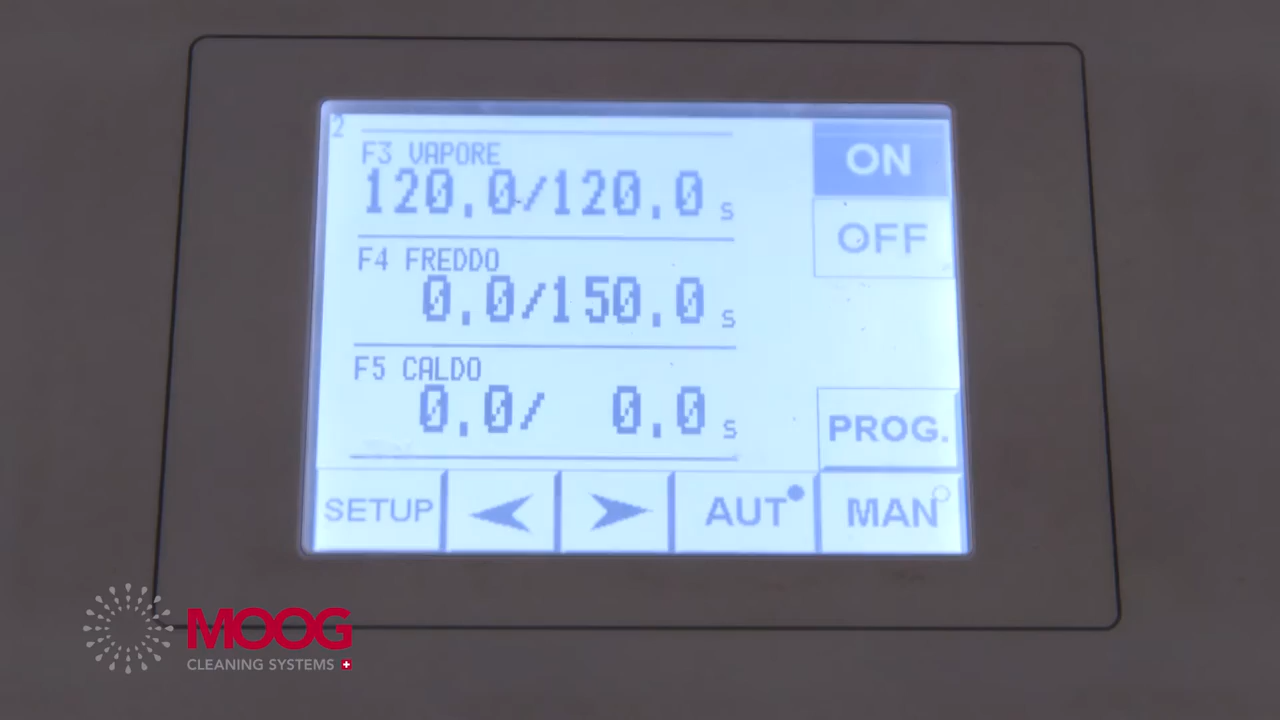 2
F3 VAPORE
120,0/120,0 s
F4 FREDDO
0,0/150,0 s
F5 CALDO
0,0/ 0,0 s
ON
OFF
PROG.
SETUP
AUT
MAN
MOOG
CLEANING SYSTEMS